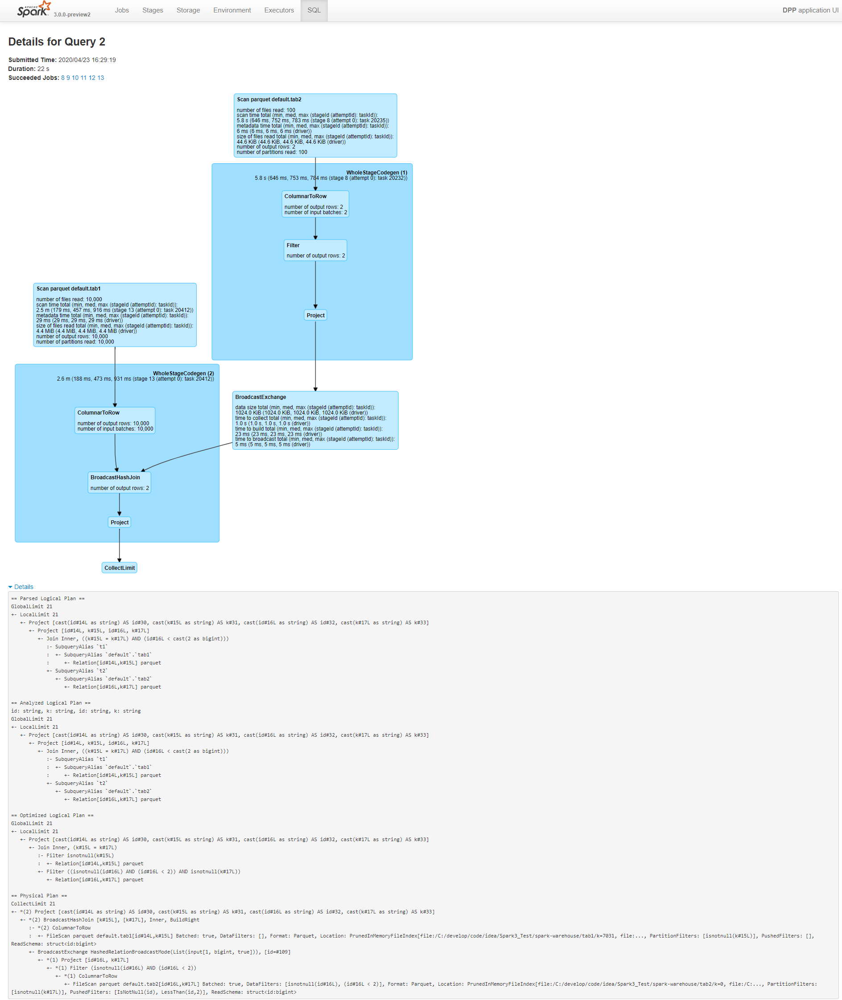 APACHE
Spark 3.0.0-preview2
Jobs Stages Storage Environment Executors SQL
DPP application UI
Details for Query 2
Submitted Time: 2020/04/23 16:29:19
Duration: 22 s
Succeeded Jobs: 8 9 10 11 12 13
Scan parquet default.tab2
number of files read: 100
scan time total (min, med, max (stageId (attemptId): taskId)):
5.8 s (646 ms, 752 ms, 783 ms (stage 8 (attempt 0): task 20235))
metadata time total (min, med, max (stageId (attemptId): taskId)):
6 ms (6 ms, 6 ms, 6 ms (driver))
size of files read total (min, med, max (stageId (attemptId): taskId)):
44.6 KiB (44.6 KiB, 44.6 KiB, 44.6 KiB (driver))
number of output rows: 2
number of partitions read: 100
WholeStageCodegen (1)
5.8 s (646 ms, 753 ms, 784 ms (stage 8 (attempt 0): task 20232))
ColumnarToRow
number of output rows: 2
number of input batches: 2
Filter
number of output rows: 2
Project
Scan parquet default.tab1
number of files read: 10,000
scan time total (min, med, max (stageId (attemptId): taskId)):
2.5 m (179 ms, 457 ms, 916 ms (stage 13 (attempt 0): task 20412))
metadata time total (min, med, max (stageId (attemptId): taskId)):
29 ms (29 ms, 29 ms, 29 ms (driver))
size of files read total (min, med, max (stageId (attemptId): taskId)):
4.4 MiB (4.4 MiB, 4.4 MiB, 4.4 MiB (driver))
number of output rows: 10,000
number of partitions read: 10,000
WholeStageCodegen (2)
2.6 m (188 ms, 473 ms, 931 ms (stage 13 (attempt 0): task 20412))
ColumnarToRow
number of output rows: 10,000
number of input batches: 10,000
BroadcastExchange
data size total (min, med, max (stageId (attemptId): taskId)):
1024.0 KiB (1024.0 KiB, 1024.0 KiB, 1024.0 KiB (driver))
time to collect total (min, med, max (stageId (attemptId): taskId)):
1.0 s (1.0 s, 1.0 s, 1.0 s (driver))
time to build total (min, med, max (stageId (attemptId): taskId)):
23 ms (23 ms, 23 ms, 23 ms (driver))
time to broadcast total (min, med, max (stageId (attemptId): taskId)):
5 ms (5 ms, 5 ms, 5 ms (driver))
BroadcastHashJoin
number of output rows: 2
Project
CollectLimit
Details
== Parsed Logical Plan ==
GlobalLimit 21
+- LocalLimit 21
   +- Project [cast(id#14L as string) AS id#30, cast(k#15L as string) AS k#31, cast(id#16L as string) AS id#32, cast(k#17L as string) AS k#33]
      +- Project [id#14L, k#15L, id#16L, k#17L]
         +- Join Inner, ((k#15L = k#17L) AND (id#16L < cast(2 as bigint)))
            :- SubqueryAlias `t1`
            :  +- SubqueryAlias `default`.`tab1`
            :     +- Relation[id#14L,k#15L] parquet
            +- SubqueryAlias `t2`
               +- SubqueryAlias `default`.`tab2`
                  +- Relation[id#16L,k#17L] parquet
== Analyzed Logical Plan ==
id: string, k: string, id: string, k: string
GlobalLimit 21
+- LocalLimit 21
   +- Project [cast(id#14L as string) AS id#30, cast(k#15L as string) AS k#31, cast(id#16L as string) AS id#32, cast(k#17L as string) AS k#33]
      +- Project [id#14L, k#15L, id#16L, k#17L]
         +- Join Inner, ((k#15L = k#17L) AND (id#16L < cast(2 as bigint)))
            :- SubqueryAlias `t1`
            :  +- SubqueryAlias `default`.`tab1`
            :     +- Relation[id#14L,k#15L] parquet
            +- SubqueryAlias `t2`
               +- SubqueryAlias `default`.`tab2`
                  +- Relation[id#16L,k#17L] parquet
== Optimized Logical Plan ==
GlobalLimit 21
+- LocalLimit 21
   +- Project [cast(id#14L as string) AS id#30, cast(k#15L as string) AS k#31, cast(id#16L as string) AS id#32, cast(k#17L as string) AS k#33]
      +- Join Inner, (k#15L = k#17L)
         :- Filter isnotnull(k#15L)
         :  +- Relation[id#14L,k#15L] parquet
         +- Filter ((isnotnull(id#16L) AND (id#16L < 2)) AND isnotnull(k#17L))
            +- Relation[id#16L,k#17L] parquet
== Physical Plan ==
CollectLimit 21
+- *(2) Project [cast(id#14L as string) AS id#30, cast(k#15L as string) AS k#31, cast(id#16L as string) AS id#32, cast(k#17L as string) AS k#33]
   +- *(2) BroadcastHashJoin [k#15L], [k#17L], Inner, BuildRight
      :- *(2) ColumnarToRow
      :  +- FileScan parquet default.tab1[id#14L,k#15L] Batched: true, DataFilters: [], Format: Parquet, Location: PrunedInMemoryFileIndex[file:/C:/develop/code/idea/Spark3_Test/spark-warehouse/tab1/k=7031, file:..., PartitionFilters: [isnotnull(k#15L)], PushedFilters: [],
ReadSchema: struct<id:bigint>
      +- BroadcastExchange HashedRelationBroadcastMode(List(input[1, bigint, true])), [id=#109]
         +- *(1) Project [id#16L, k#17L]
            +- *(1) Filter (isnotnull(id#16L) AND (id#16L < 2))
               +- *(1) ColumnarToRow
                  +- FileScan parquet default.tab2[id#16L,k#17L] Batched: true, DataFilters: [isnotnull(id#16L), (id#16L < 2)], Format: Parquet, Location: PrunedInMemoryFileIndex[file:/C:/develop/code/idea/Spark3_Test/spark-warehouse/tab2/k=0, file:/C:..., PartitionFilters:
[isnotnull(k#17L)], PushedFilters: [IsNotNull(id), LessThan(id,2)], ReadSchema: struct<id:bigint>